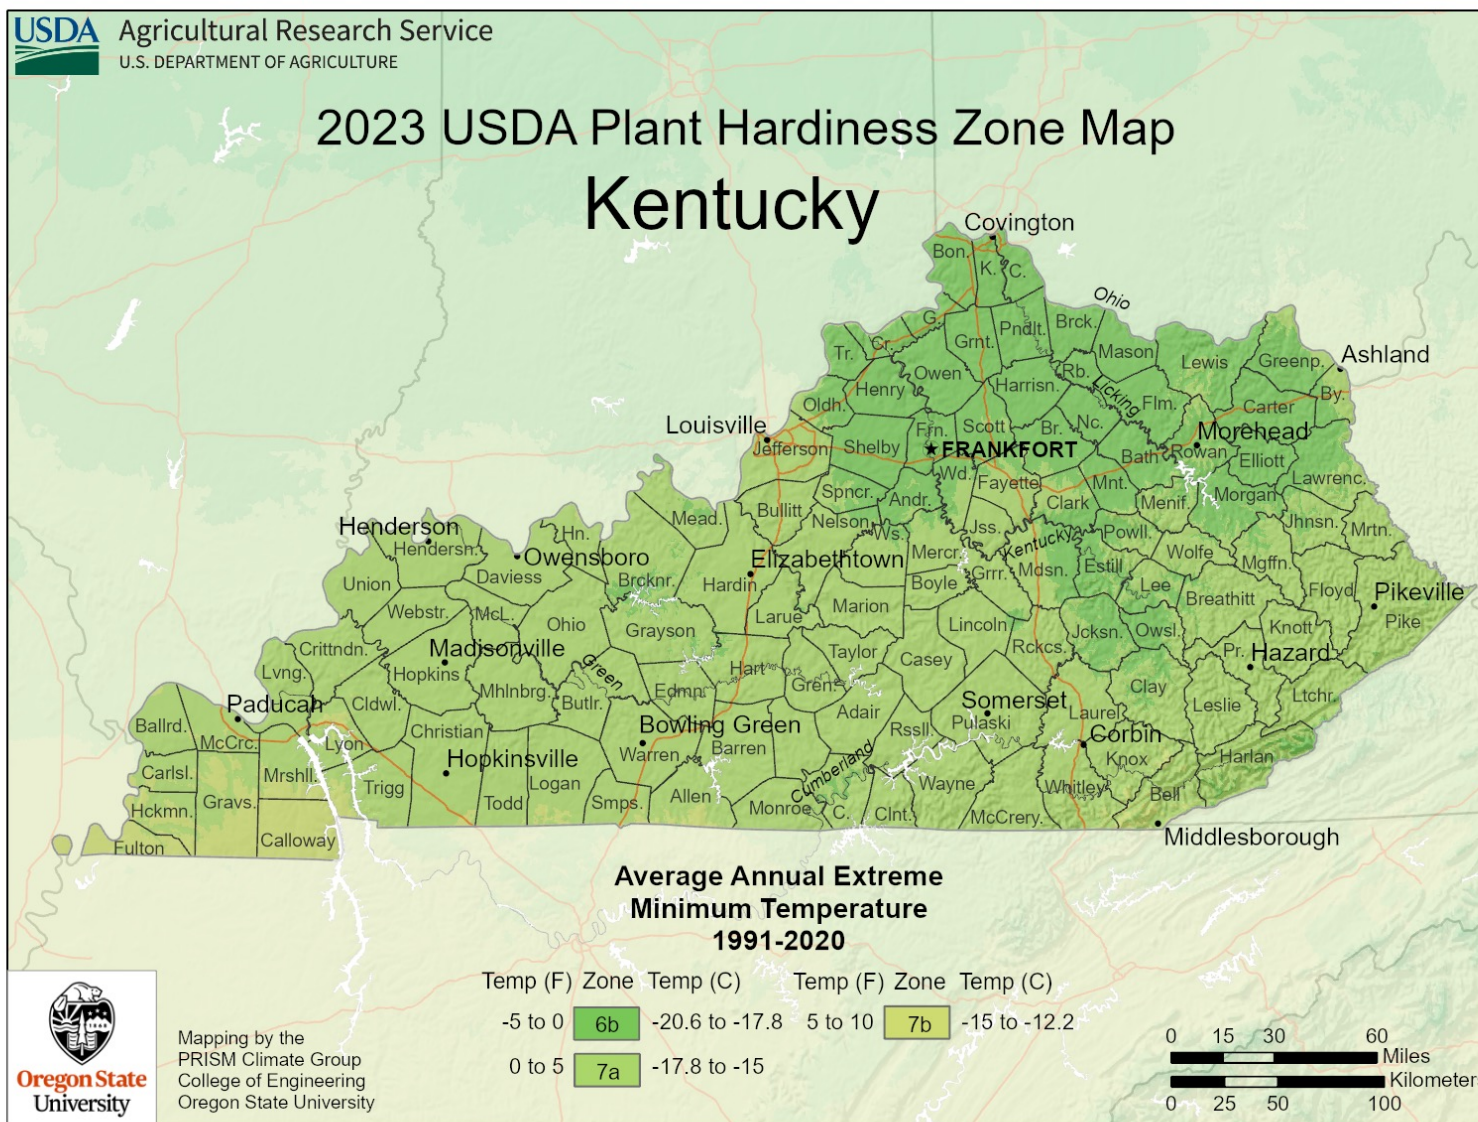 USDA Agricultural Research Service
U.S. DEPARTMENT OF AGRICULTURE
2023 USDA Plant Hardiness Zone Map
Kentucky
Covington
Bon.
K.
C.
Ohio
G.
Grnt.
Pndlt.
Brck.
Tr.
Cr.
Owen
Mason
Lewis
Greenp.
Ashland
Henry
Harrisn.
Rb.
Licking
Flm.
Carter
By.
Oldh.
Louisville
Jefferson
Shelby
Frn.
Scott
Br.
Nc.
FRANKFORT
Morehead
Rowan
Bath
Elliott
Wd.
Fayette
Mnt.
Clark
Menif.
Morgan
Lawrenc.
Spncr.
Andr.
Bullitt
Nelson
Ws.
Jss.
Mead.
Hn.
Henderson
Hendersn.
Owensboro
Daviess
Elizabethtown
Mercr.
Kentucky
Powll.
Wolfe
Jhnsn.
Mrtn.
Mgffn.
Union
Brcknr.
Hardin
Boyle
Grrr.
Mdsn.
Estill
Lee
Breathitt
Floyd
Pikeville
Pike
Webstr.
McL.
Ohio
Grayson
Larue
Marion
Lincoln
Rckcs.
Jcksn.
Owsl.
Knott
Crittndn.
Madisonville
Hopkins
Lvng.
Green
Hart
Taylor
Casey
Pr.
Hazard
Paducah
Cldwl.
Mhlnbrg.
Butlr.
Edmn.
Gren.
Adair
Somerset
Pulaski
Clay
Leslie
Ltchr.
Ballrd.
McCrc.
Lyon
Christian
Bowling Green
Warren
Barren
Rssll.
Laurel
Corbin
Knox
Harlan
Carlsl.
Mrshll.
Hopkinsville
Trigg
Todd
Logan
Smps.
Allen
Monroe
Cumberland
C.
Clnt.
Wayne
McCrery.
Whitley
Bell
Hckmn.
Gravs.
Fulton
Calloway
Middlesborough
Average Annual Extreme
Minimum Temperature
1991-2020
Temp (F) Zone Temp (C) Temp (F) Zone Temp (C)
-5 to 0 6b -20.6 to -17.8 5 to 10 7b -15 to -12.2
0 to 5 7a -17.8 to -15
Oregon State
University
Mapping by the
PRISM Climate Group
College of Engineering
Oregon State University
0 15 30 60
Miles
Kilometers
0 25 50 100